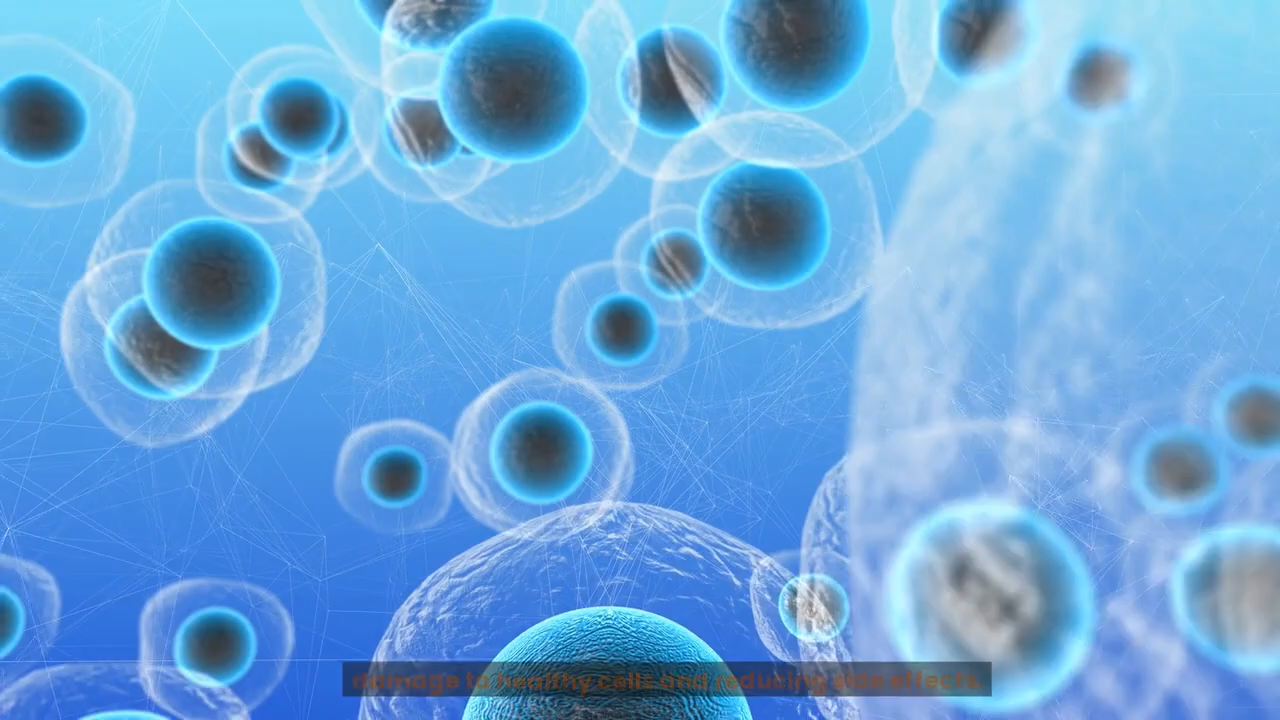 damage to healthy cells and reducing side effects.